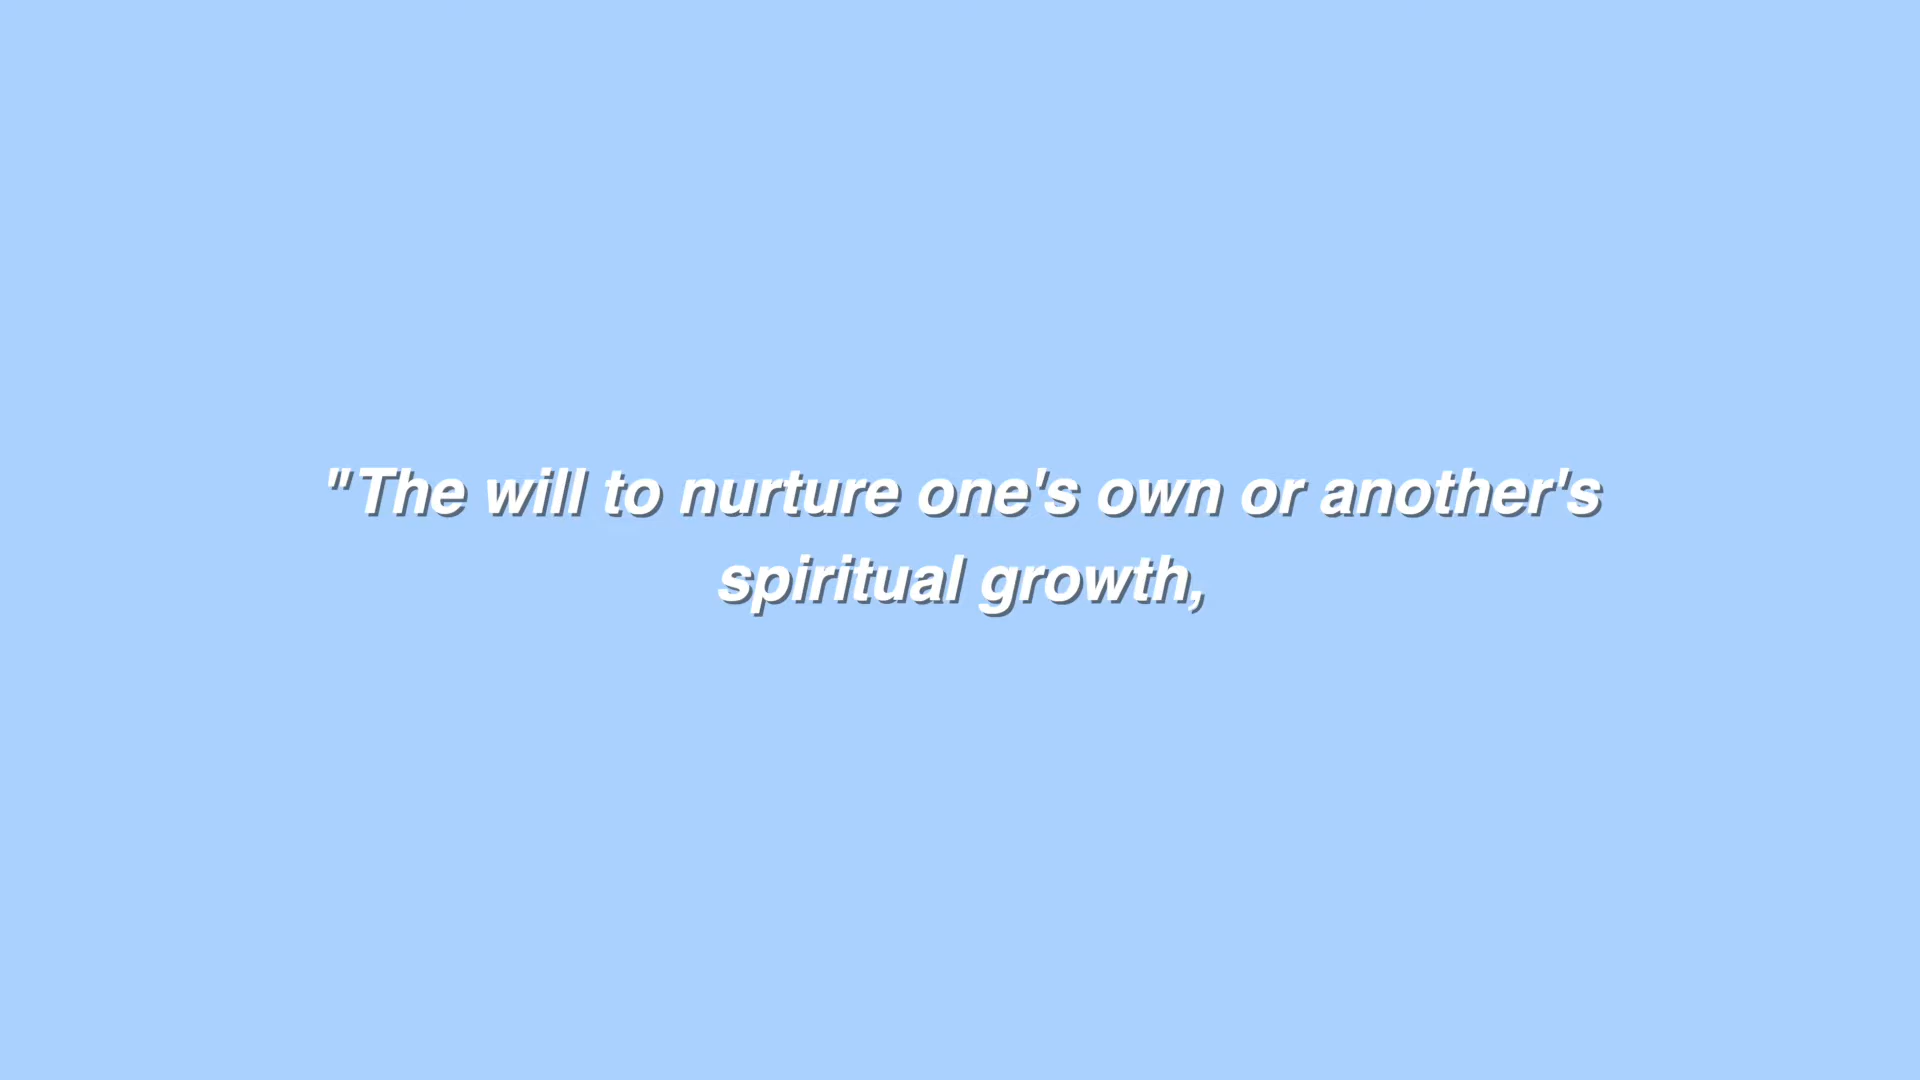 "The will to nurture one's own or another's
spiritual growth,